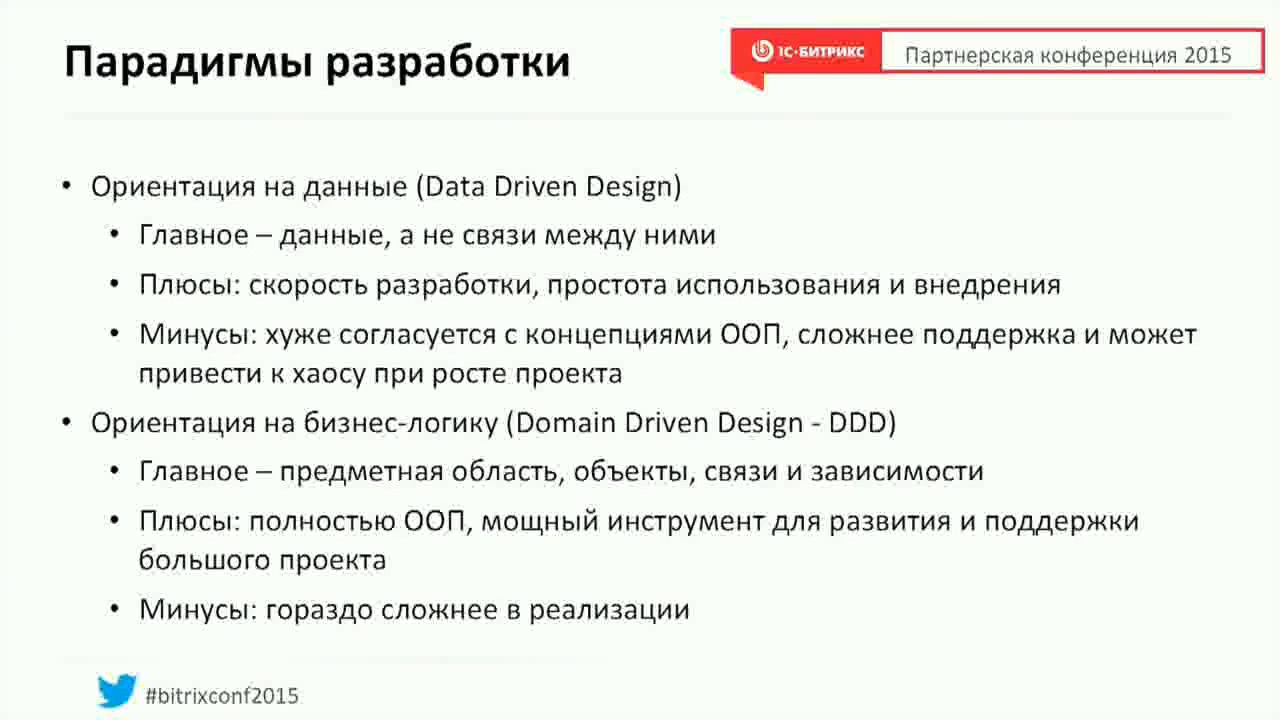 Парадигмы разработки
1С·БИТРИКС
Партнерская конференция 2015
• Ориентация на данные (Data Driven Design)
• Главное – данные, а не связи между ними
• Плюсы: скорость разработки, простота использования и внедрения
• Минусы: хуже согласуется с концепциями ООП, сложнее поддержка и может
привести к хаосу при росте проекта
• Ориентация на бизнес-логику (Domain Driven Design - DDD)
• Главное – предметная область, объекты, связи и зависимости
• Плюсы: полностью ООП, мощный инструмент для развития и поддержки
большого проекта
• Минусы: гораздо сложнее в реализации
#bitrixconf2015